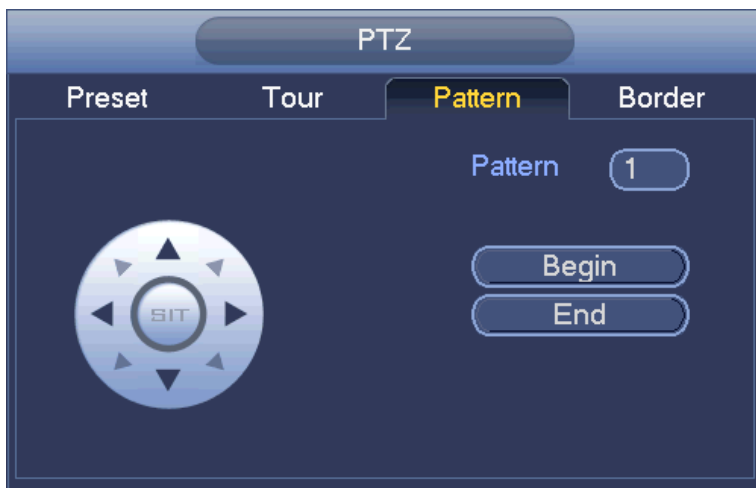 PTZ
Preset Tour Pattern Border
Pattern 1
Begin
SIT
End